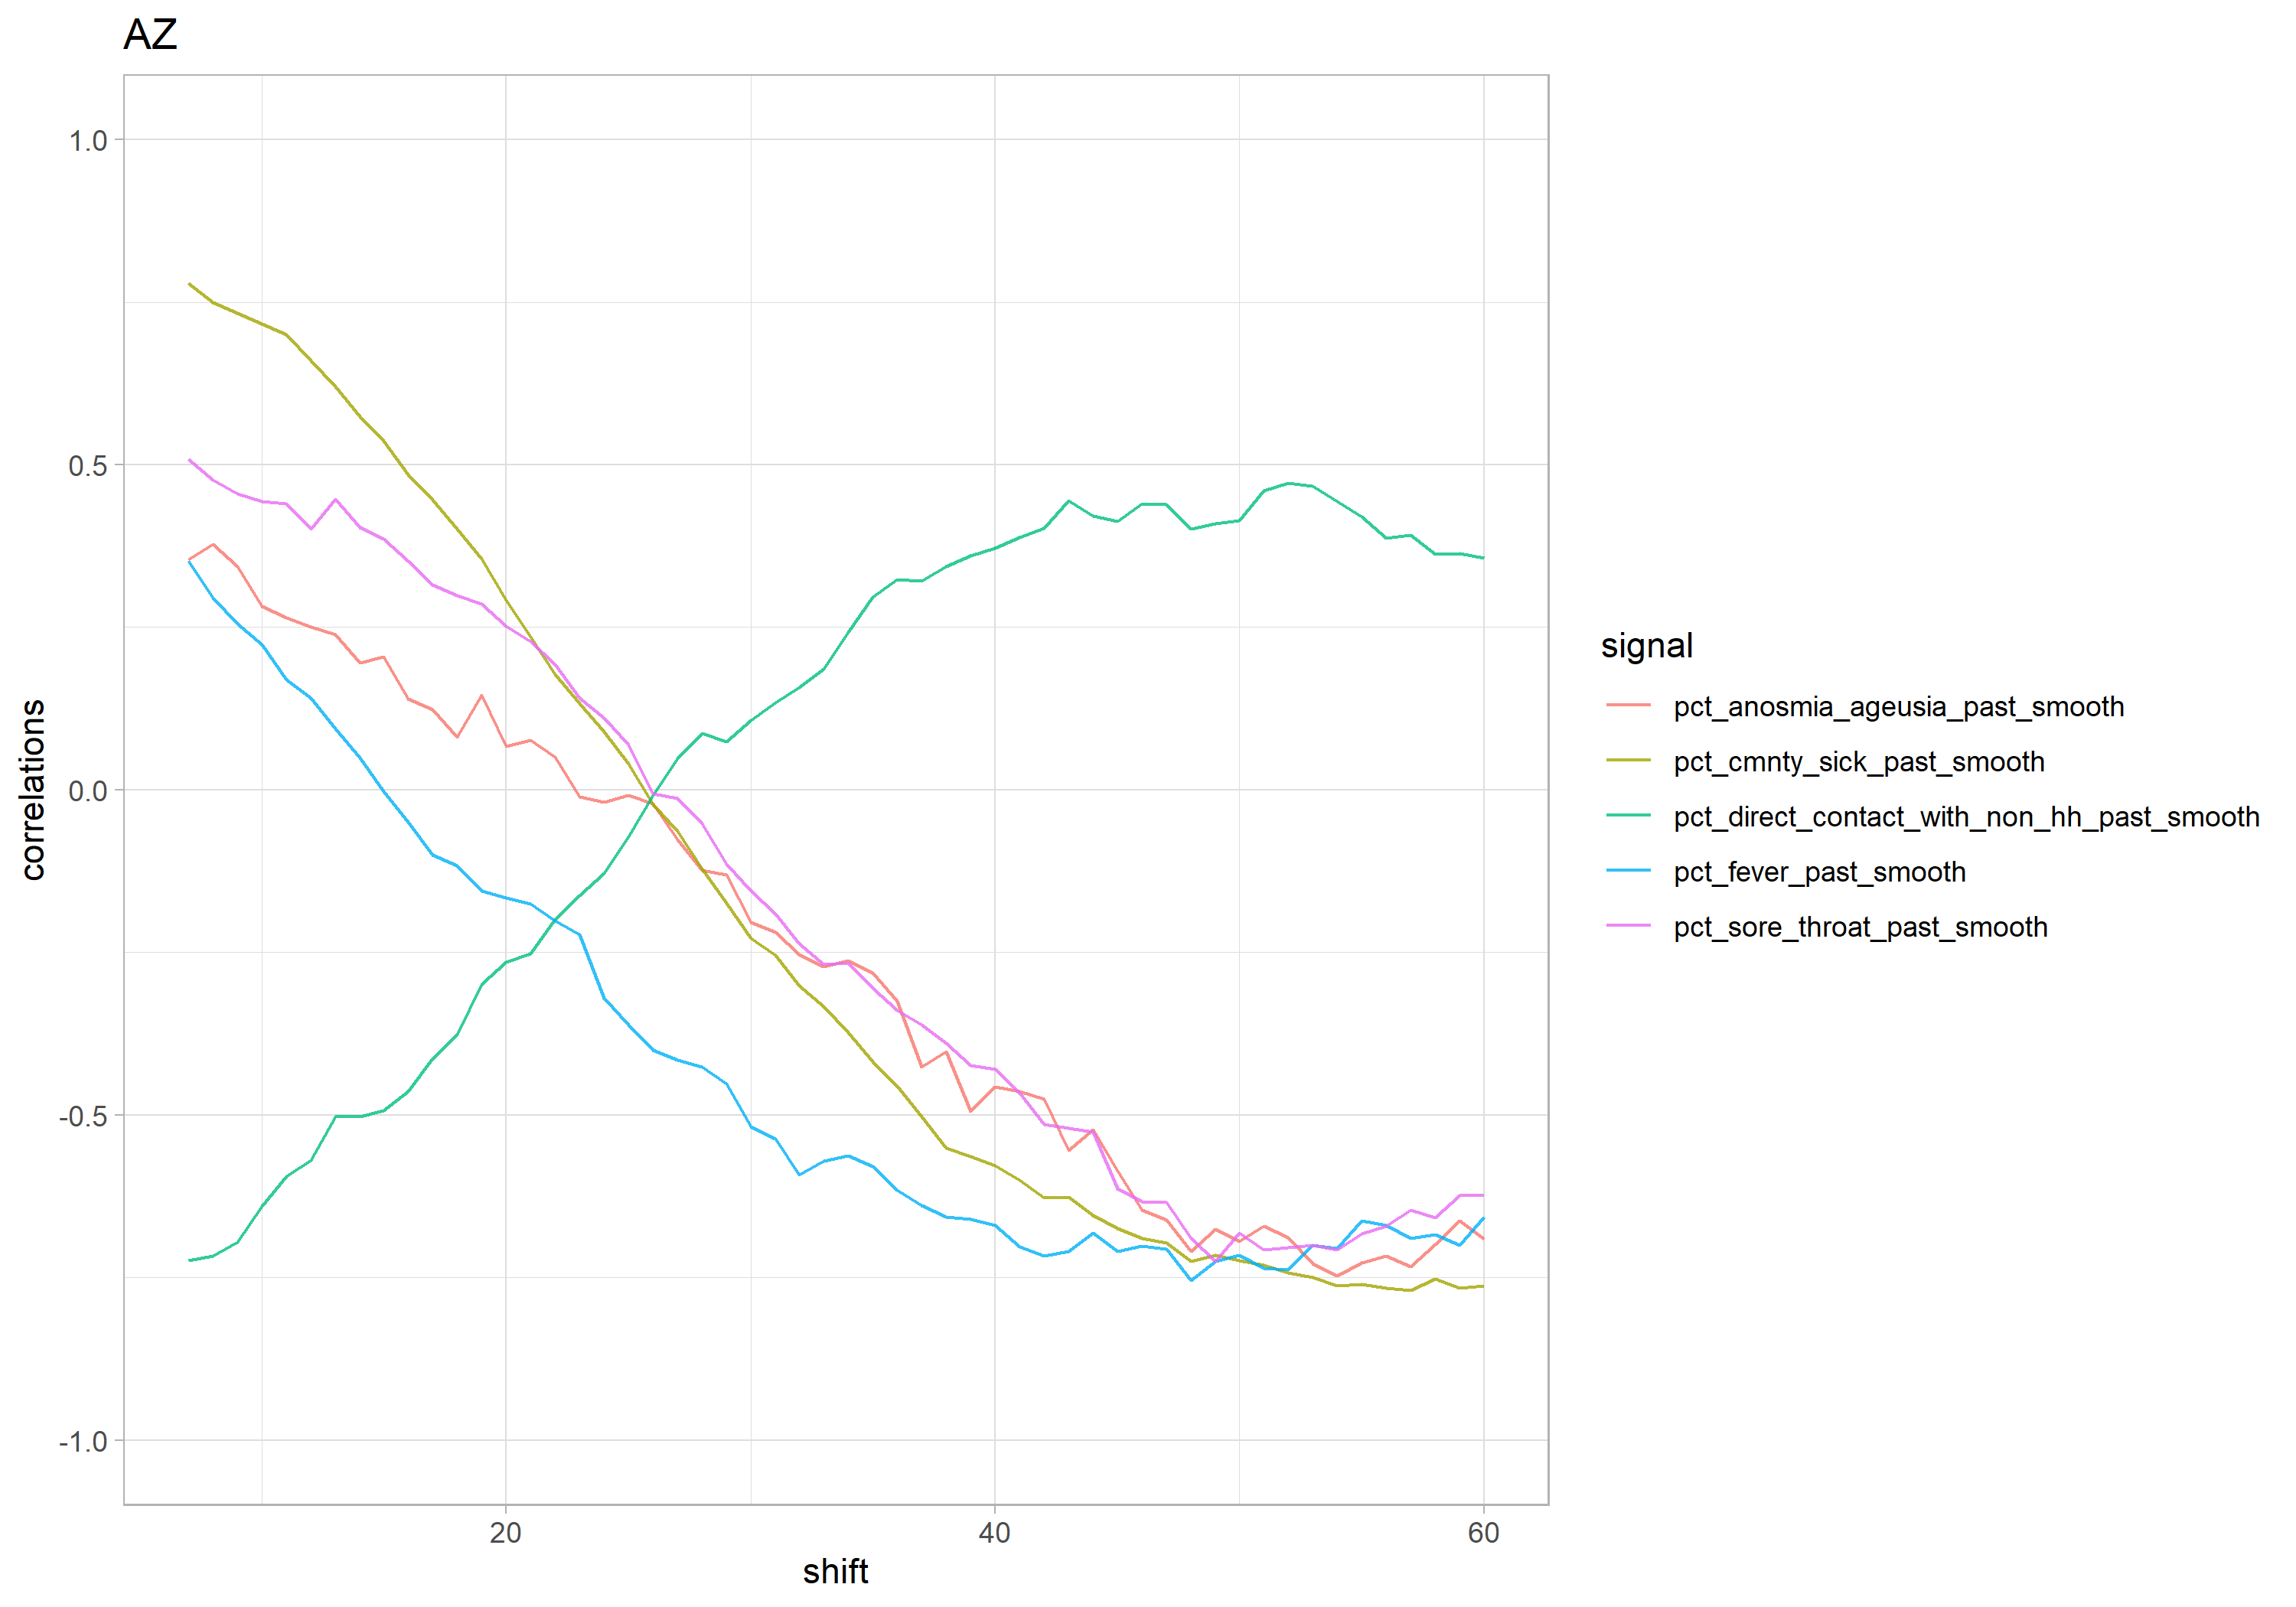 AZ
correlations
1.0
0.5
0.0
-0.5
-1.0
20 40 60
shift
signal
pct_anosmia_ageusia_past_smooth
pct_cmnty_sick_past_smooth
pct_direct_contact_with_non_hh_past_smooth
pct_fever_past_smooth
pct_sore_throat_past_smooth